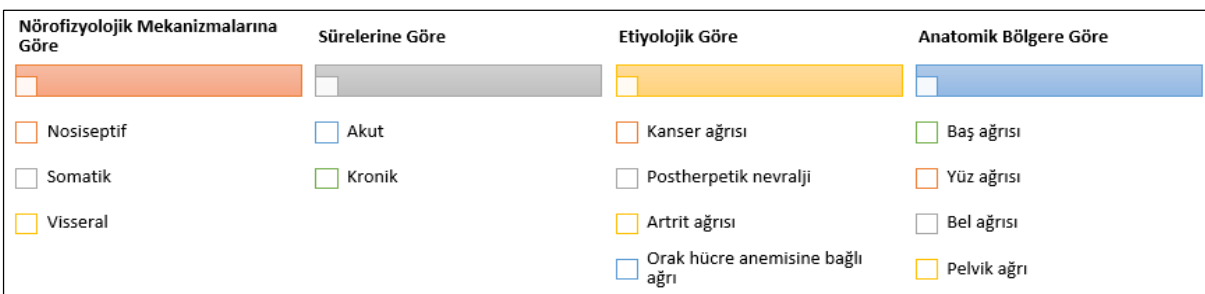 Nörofizyolojik Mekanizmalarına
Göre
Nosiseptif
Somatik
Visseral
Sürelerine Göre
Akut
Kronik
Etiyolojik Göre
Kanser ağrısı
Postherpetik nevralji
Artrit ağrısı
Orak hücre anemisine bağlı
ağrı
Anatomik Bölgere Göre
Baş ağrısı
Yüz ağrısı
Bel ağrısı
Pelvik ağrı